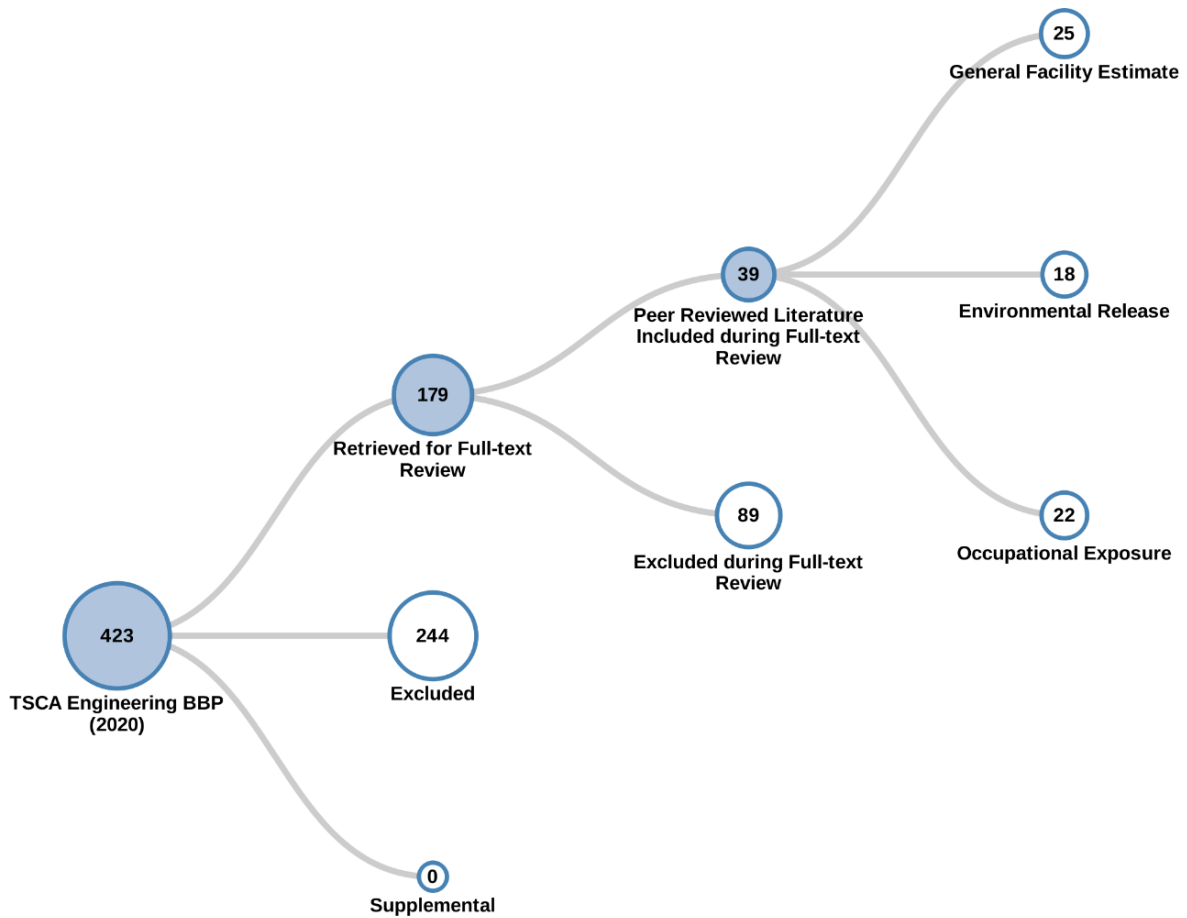 25
General Facility Estimate
39
Peer Reviewed Literature
Included during Full-text
Review
18
Environmental Release
179
Retrieved for Full-text
Review
89
Excluded during Full-text
Review
22
Occupational Exposure
423
TSCA Engineering BBP
(2020)
244
Excluded
0
Supplemental